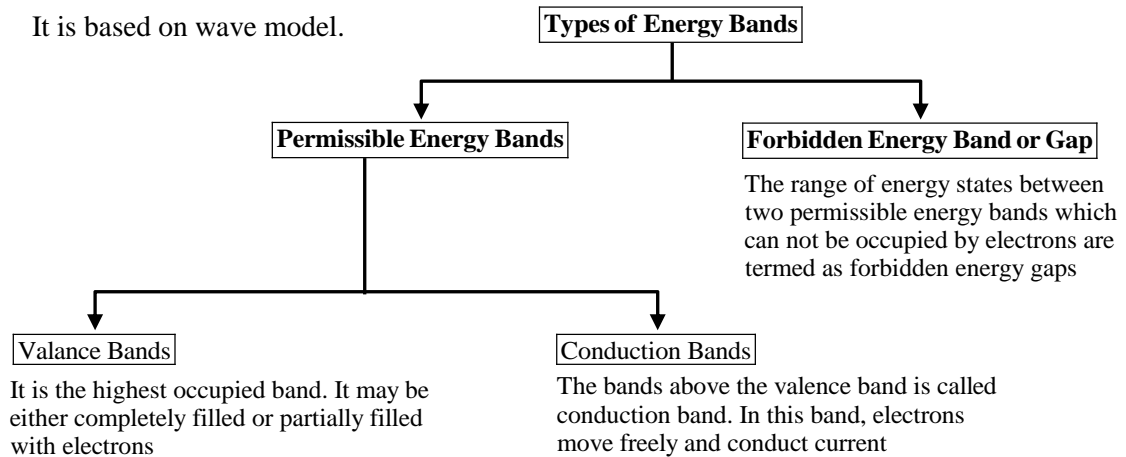 It is based on wave model.
Types of Energy Bands
Permissible Energy Bands
Forbidden Energy Band or Gap
The range of energy states between
two permissible energy bands which
can not be occupied by electrons are
termed as forbidden energy gaps
Valance Bands
It is the highest occupied band. It may be
either completely filled or partially filled
with electrons
Conduction Bands
The bands above the valence band is called
conduction band. In this band, electrons
move freely and conduct current